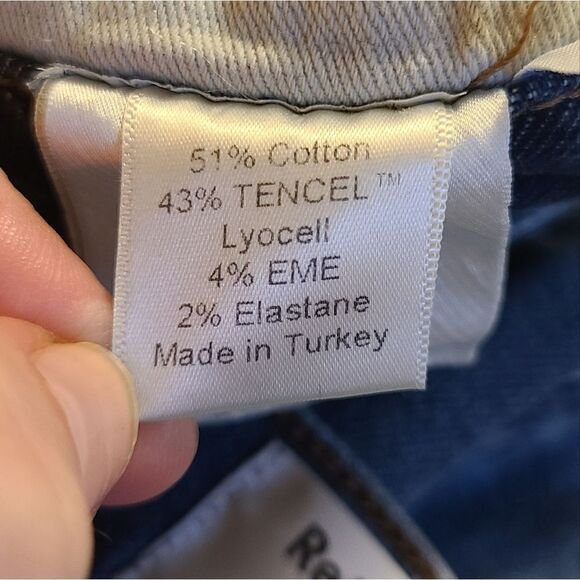 51% Cotton
43% TENCEL™
Lyocell
4% EME
2% Elastane
Made in Turkey